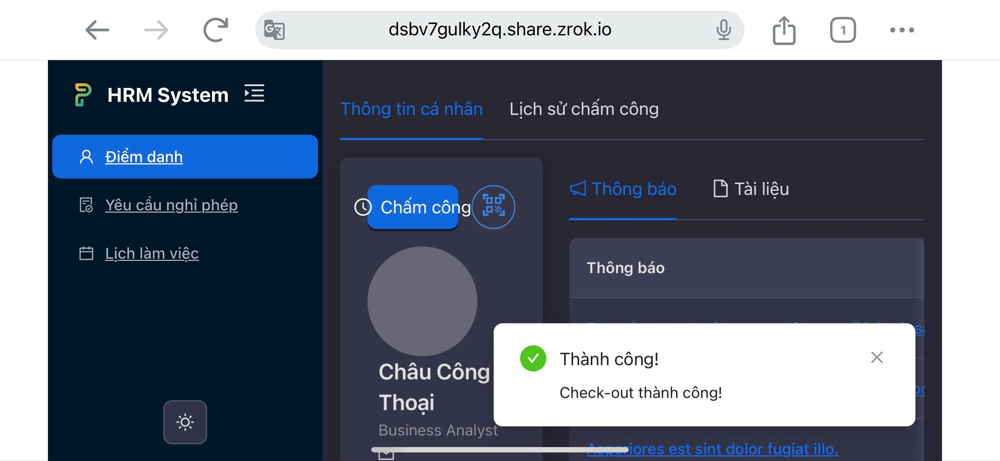 dsbv7gulky2q.share.zrok.io
1
HRM System
Điểm danh
Yêu cầu nghỉ phép
Lịch làm việc
Thông tin cá nhân
Lịch sử chấm công
Chấm công
Châu Công
Thoại
Business Analyst
Thông báo
Tài liệu
Thông báo
Thành công!
Check-out thành công!
Asperiores est sint dolor fugiat illo.